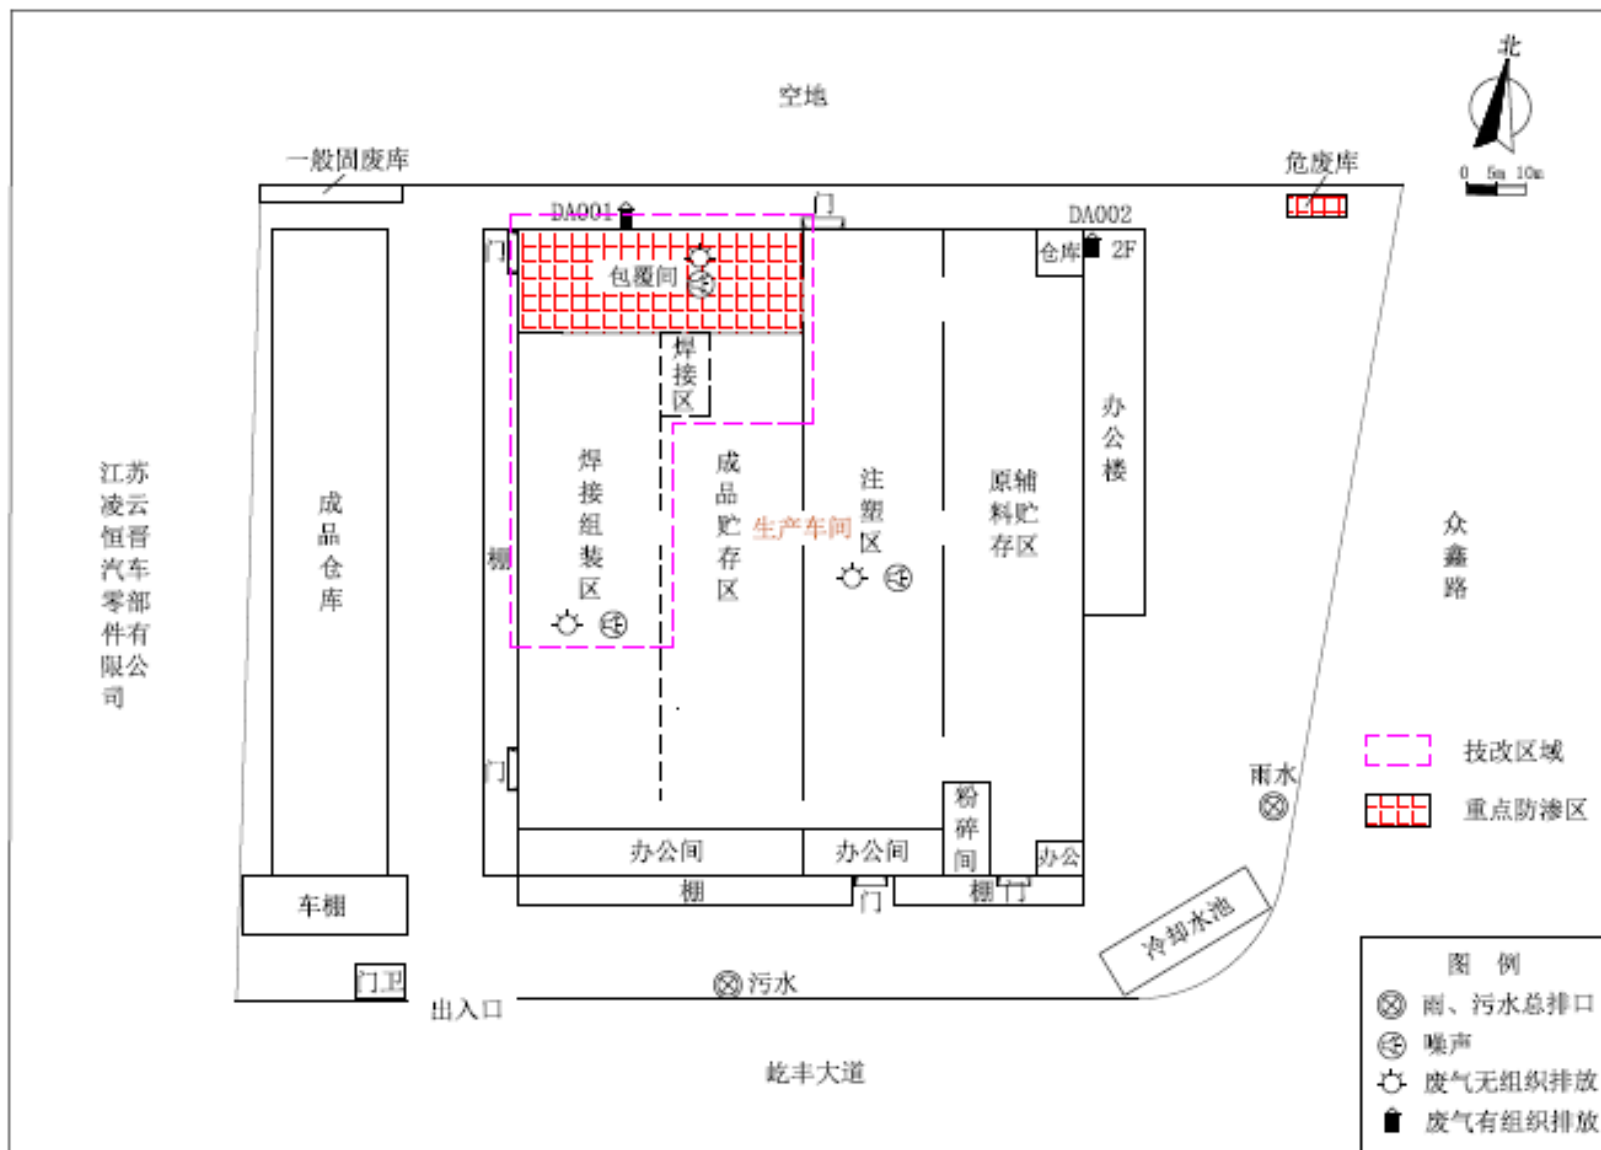 北
空地
0 5m 10m
一般固废库
危废库
DA001
门
DA002
门
仓库
2F
包覆间
焊接区
办公楼
江苏
凌云
恒晋
汽车
零部
件有
限公
司
成品仓库
棚
焊接组装区
成品贮存区
生产车间
注塑区
原辅
料贮
存区
众鑫路
技改区域
门
雨水
重点防渗区
粉碎间
办公间
办公间
办公
棚
门
棚
门
车棚
冷却水池
门卫
污水
出入口
屹丰大道
图 例
雨、污水总排口
噪声
废气无组织排放
废气有组织排放